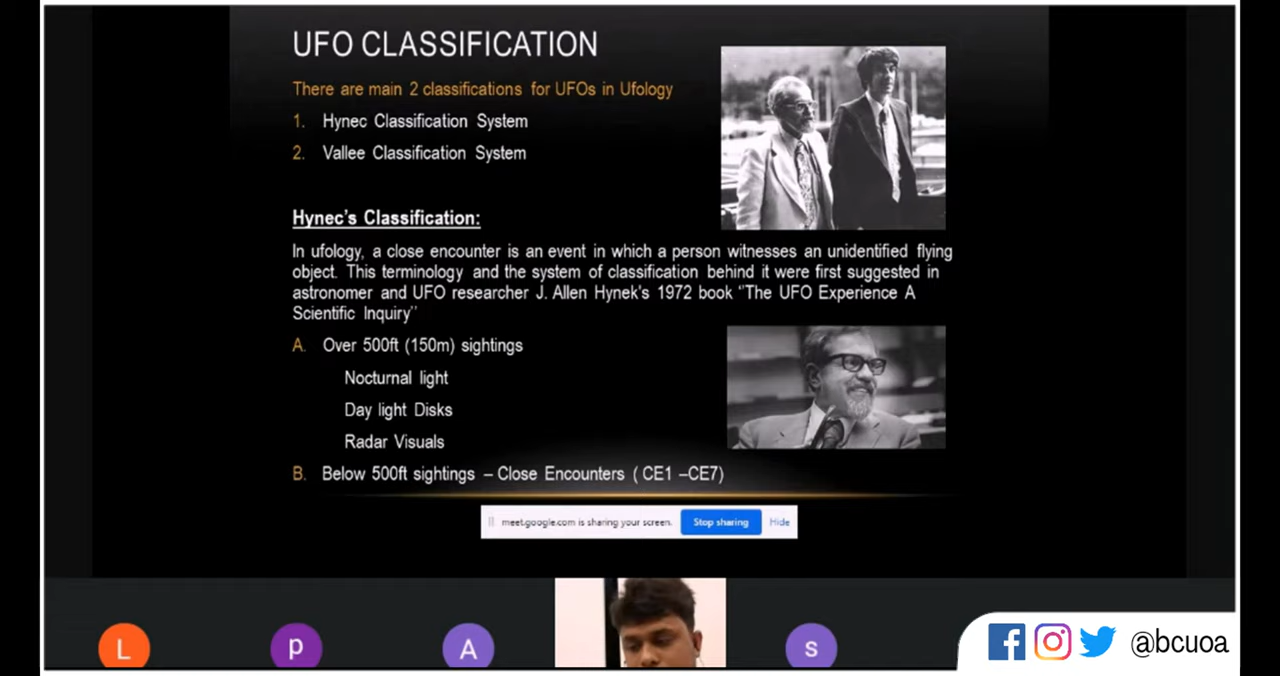 UFO CLASSIFICATION
There are main 2 classifications for UFOs in Ufology
1. Hynec Classification System
2. Vallee Classification System
Hynec's Classification:
In ufology, a close encounter is an event in which a person witnesses an unidentified flying
object. This terminology and the system of classification behind it were first suggested in
astronomer and UFO researcher J. Allen Hynek's 1972 book "The UFO Experience A
Scientific Inquiry"
A. Over 500ft (150m) sightings
Nocturnal light
Day light Disks
Radar Visuals
B. Below 500ft sightings – Close Encounters ( CE1 –CE7)
meet.google.com is sharing your screen. Stop sharing Hide
L p A s
@bcuoa